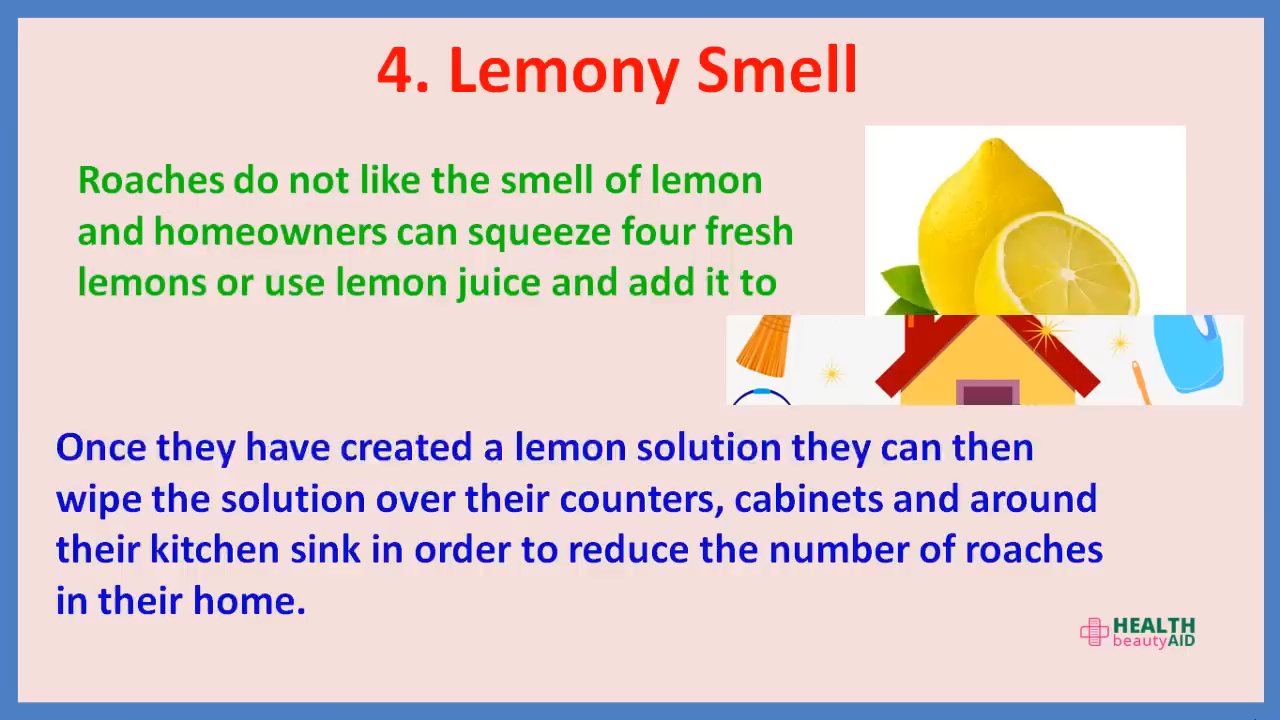 4. Lemony Smell
Roaches do not like the smell of lemon
and homeowners can squeeze four fresh
lemons or use lemon juice and add it to
Once they have created a lemon solution they can then
wipe the solution over their counters, cabinets and around
their kitchen sink in order to reduce the number of roaches
in their home.
HEALTH
beautyAID